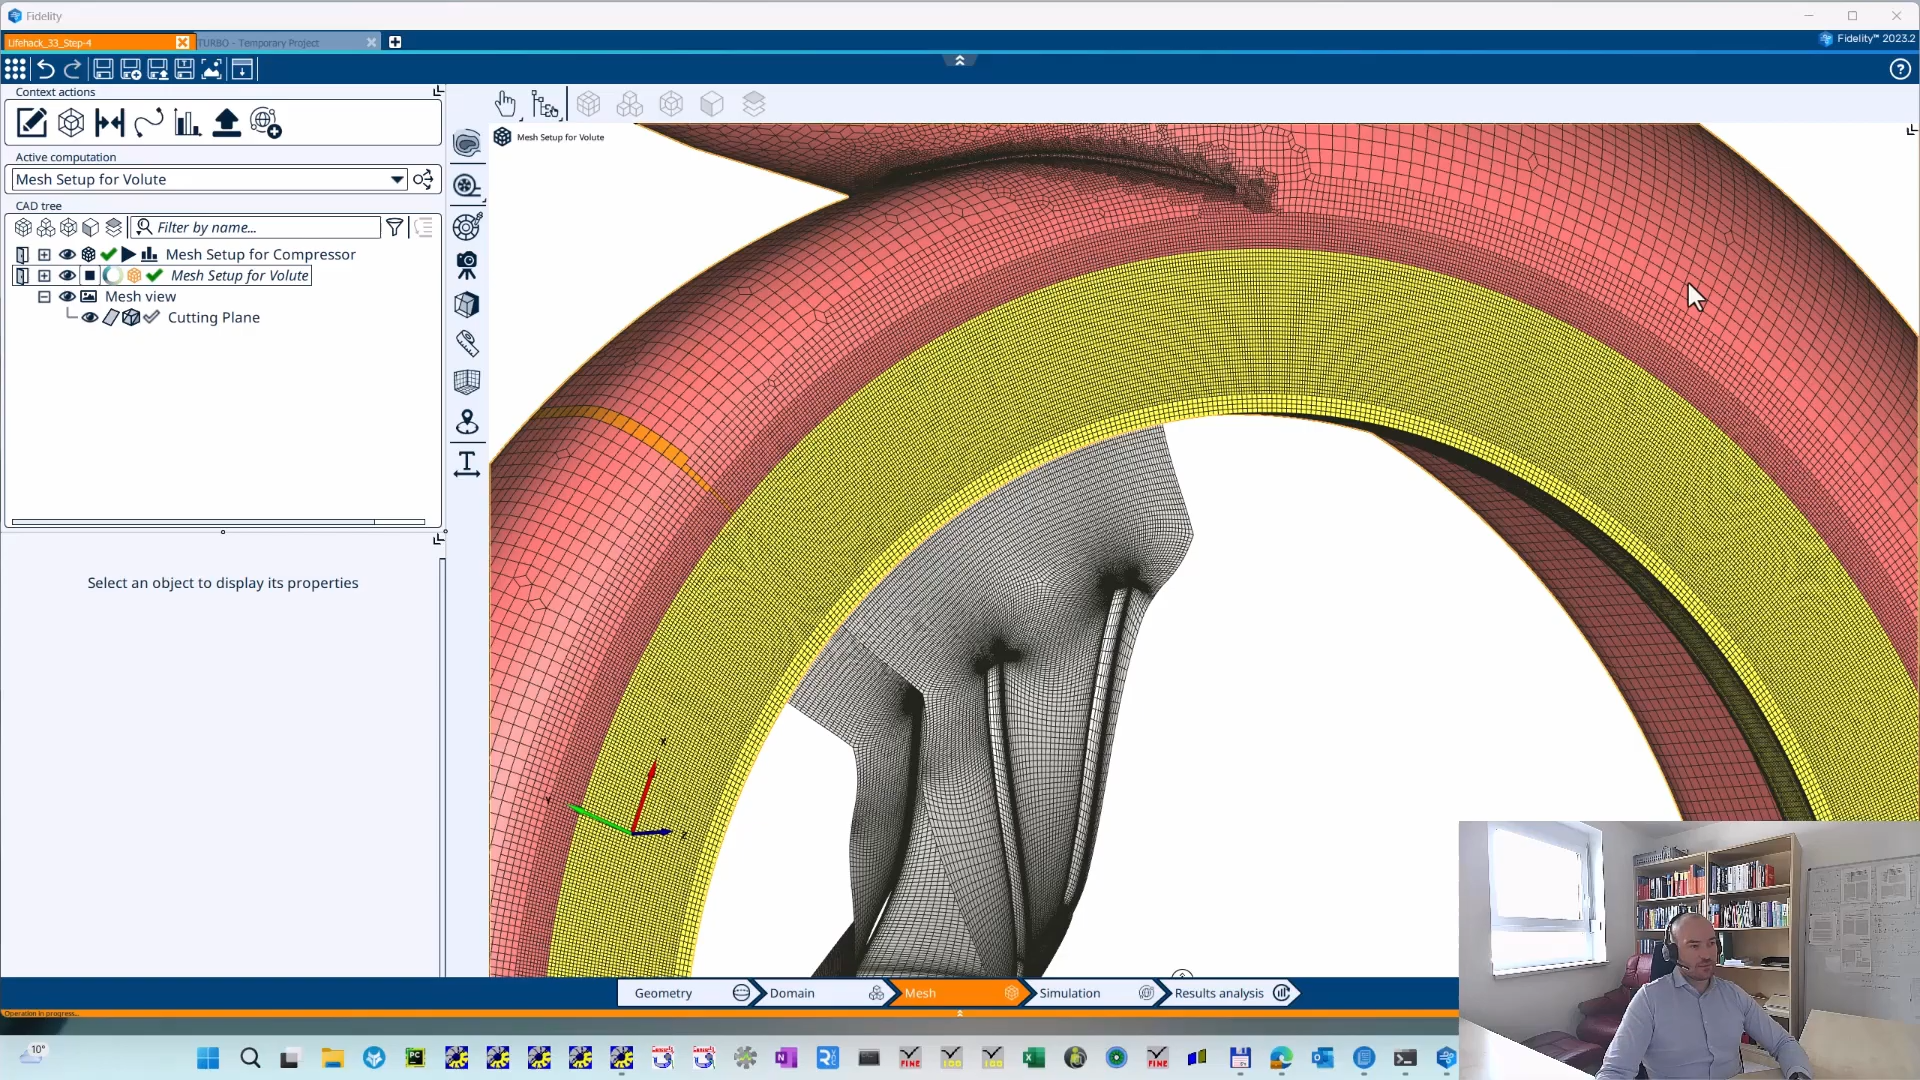 Fidelity
Lifehack_33_Step-4
TURBO - Temporary Project
Fidelity™ 2023.2
Context actions
Active computation
Mesh Setup for Volute
CAD tree
Filter by name...
Mesh Setup for Compressor
Mesh Setup for Volute
Mesh view
Cutting Plane
Select an object to display its properties
Mesh Setup for Volute
X
Y
Z
Geometry
Domain
Mesh
Simulation
Results analysis
Operation in progress...
10°